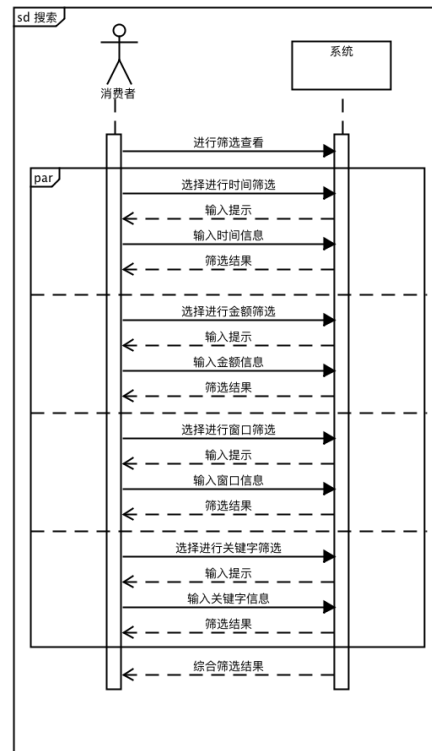 sd 搜索
系统
消费者
进行筛选查看
par
选择进行时间筛选
输入提示
输入时间信息
筛选结果
选择进行金额筛选
输入提示
输入金额信息
筛选结果
选择进行窗口筛选
输入提示
输入窗口信息
筛选结果
选择进行关键字筛选
输入提示
输入关键字信息
筛选结果
综合筛选结果